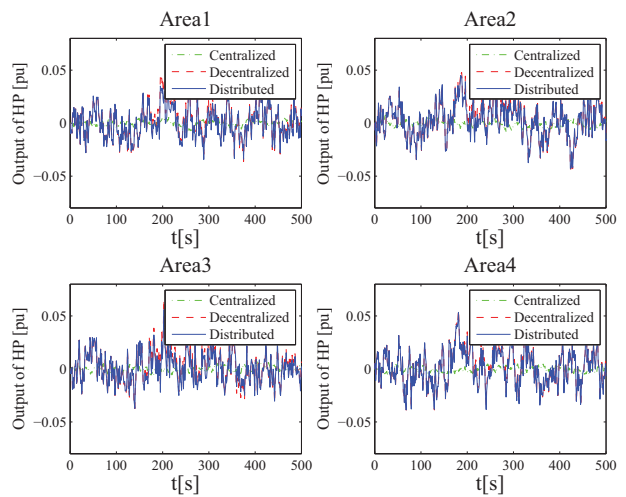 Area1
Output of HP [pu]
0.05
0
−0.05
Centralized
Decentralized
Distributed
0 100 200 300 400 500
t[s]
Area2
Output of HP [pu]
0.05
0
−0.05
Centralized
Decentralized
Distributed
0 100 200 300 400 500
t[s]
Area3
Output of HP [pu]
0.05
0
−0.05
Centralized
Decentralized
Distributed
0 100 200 300 400 500
t[s]
Area4
Output of HP [pu]
0.05
0
−0.05
Centralized
Decentralized
Distributed
0 100 200 300 400 500
t[s]